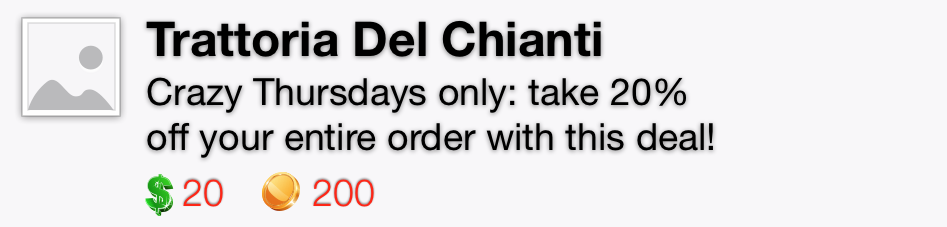 Trattoria Del Chianti
Crazy Thursdays only: take 20%
off your entire order with this deal!
$ 20 200